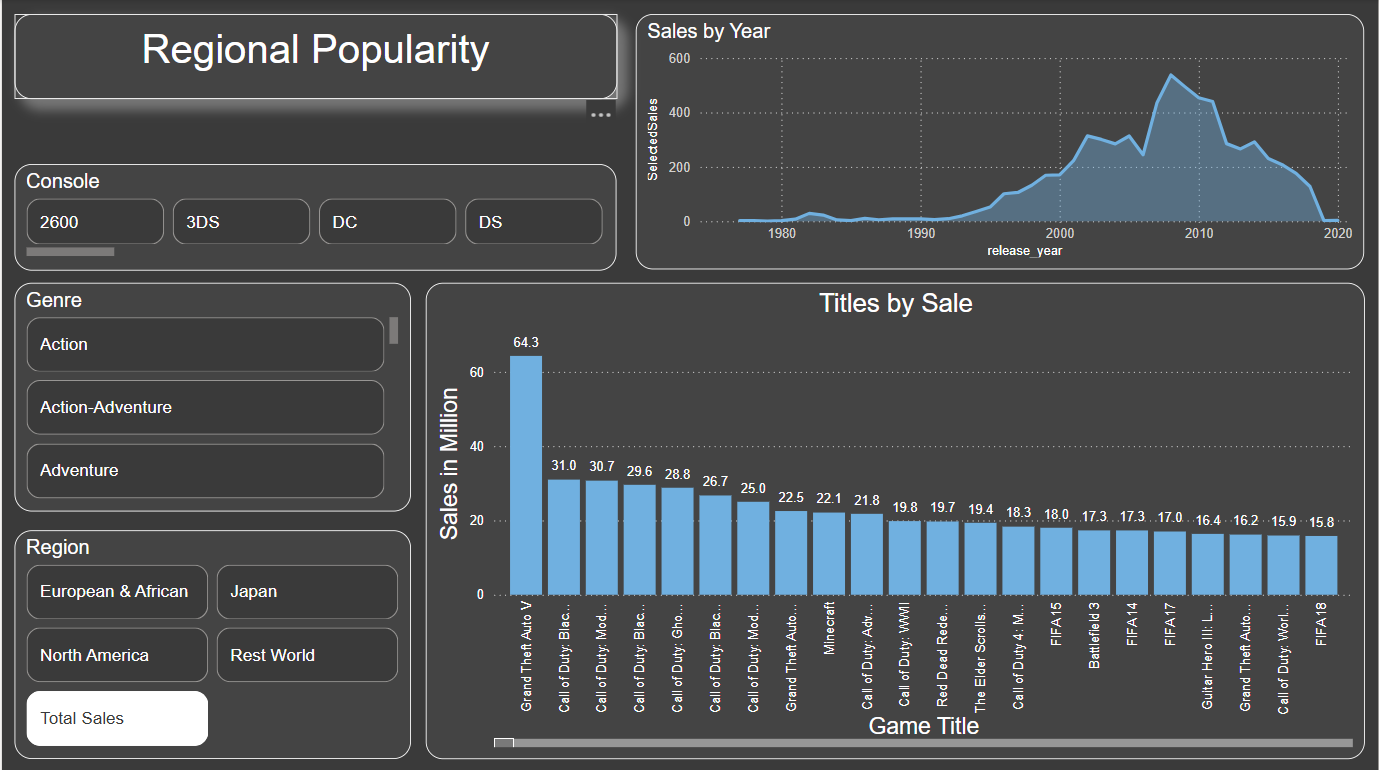 Regional Popularity
...
Console
2600
3DS
DC
DS
Sales by Year
SelectedSales
600
400
200
0
1980
1990
2000
2010
2020
release_year
Genre
Action
Action-Adventure
Adventure
Region
European & African
Japan
North America
Rest World
Total Sales
Titles by Sale
Sales in Million
60
40
20
0
64.3
31.0
30.7
29.6
28.8
26.7
25.0
22.5
22.1
21.8
19.8
19.7
19.4
18.3
18.0
17.3
17.3
17.0
16.4
16.2
15.9
15.8
Grand Theft Auto V
Call of Duty: Blac...
Call of Duty: Mod...
Call of Duty: Blac...
Call of Duty: Gho...
Call of Duty: Blac...
Call of Duty: Mod...
Grand Theft Auto...
Minecraft
Call of Duty: Adv...
Call of Duty: WWII
Red Dead Rede...
The Elder Scrolls...
Call of Duty 4: M...
FIFA 15
Battlefield 3
FIFA 14
FIFA 17
Guitar Hero III: L...
Grand Theft Auto...
Call of Duty: Worl...
FIFA 18
Game Title